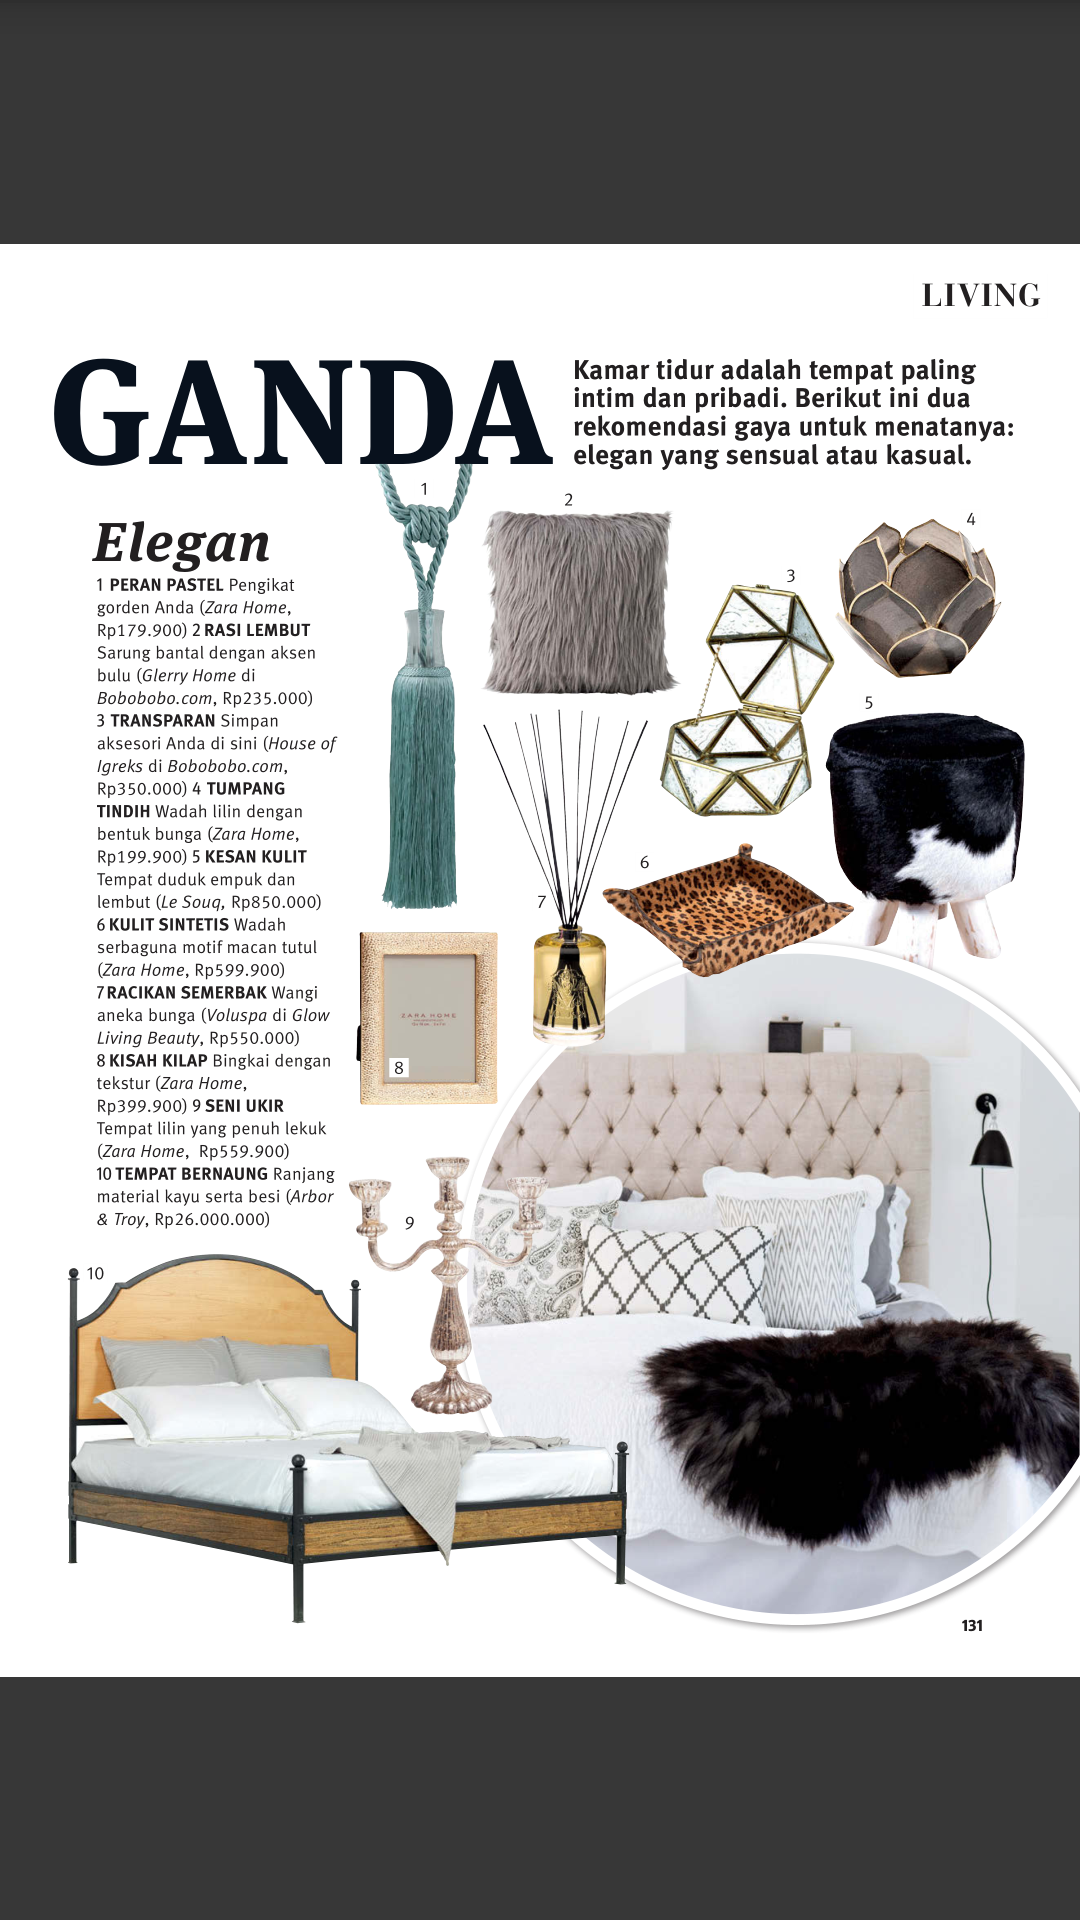 LIVING
GANDA
Kamar tidur adalah tempat paling
intim dan pribadi. Berikut ini dua
rekomendasi gaya untuk menatanya:
elegan yang sensual atau kasual.
Elegan
1 PERAN PASTEL Pengikat
gorden Anda (Zara Home,
Rp179.900) 2 RASI LEMBUT
Sarung bantal dengan aksen
bulu (Glerry Home di
Bobobobo.com, Rp235.000)
3 TRANSPARAN Simpan
aksesori Anda di sini (House of
Igreks di Bobobobo.com,
Rp350.000) 4 TUMPANG
TINDIH Wadah lilin dengan
bentuk bunga (Zara Home,
Rp199.900) 5 KESAN KULIT
Tempat duduk empuk dan
lembut (Le Souq, Rp850.000)
6 KULIT SINTETIS Wadah
serbaguna motif macan tutul
(Zara Home, Rp599.900)
7 RACIKAN SEMERBAK Wangi
aneka bunga (Voluspa di Glow
Living Beauty, Rp550.000)
8 KISAH KILAP Bingkai dengan
tekstur (Zara Home,
Rp399.900) 9 SENI UKIR
Tempat lilin yang penuh lekuk
(Zara Home, Rp559.900)
10 TEMPAT BERNAUNG Ranjang
material kayu serta besi (Arbor
& Troy, Rp26.000.000)
1
2
3
4
5
6
7
ZARA HOME
8
9
10
131